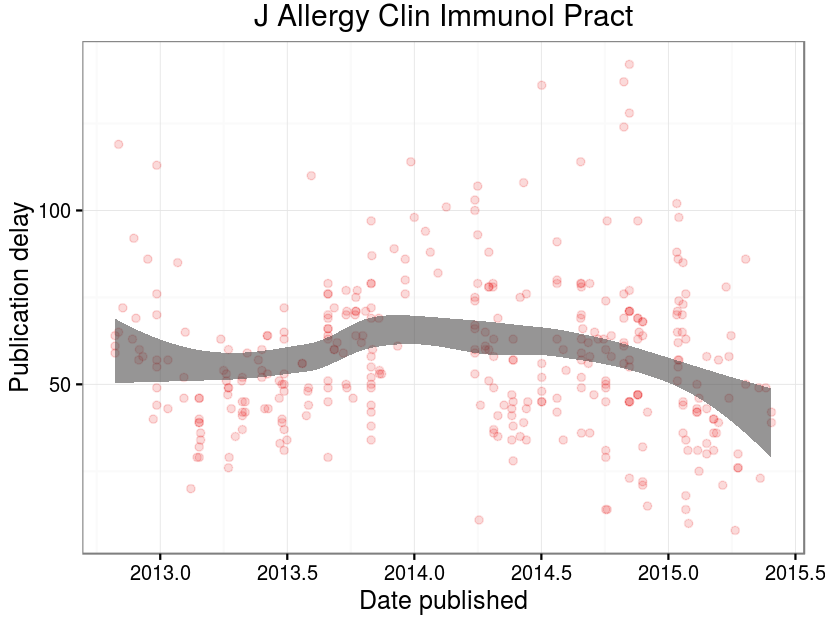 J Allergy Clin Immunol Pract
Publication delay
100
50
2013.0 2013.5 2014.0 2014.5 2015.0 2015.5
Date published